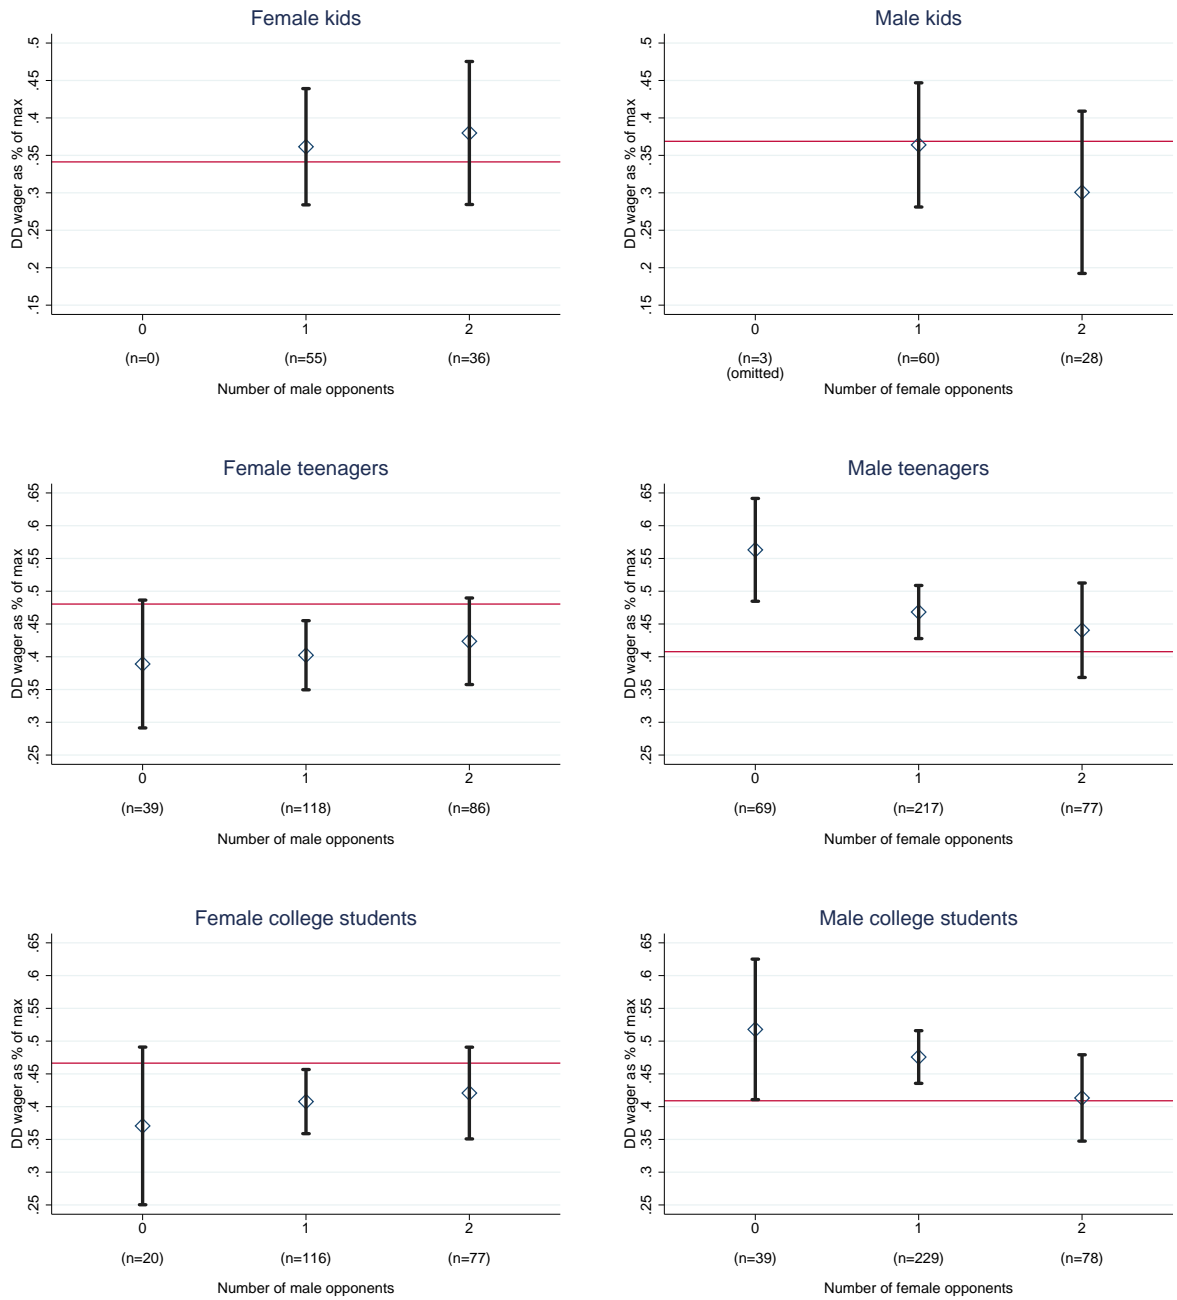 Female kids
DD wager as % of max
.5
.45
.4
.35
.3
.25
.2
.15
0
1
2
(n=0)
(n=55)
(n=36)
Number of male opponents
Male kids
DD wager as % of max
.5
.45
.4
.35
.3
.25
.2
.15
0
1
2
(n=3)
(omitted)
(n=60)
(n=28)
Number of female opponents
Female teenagers
DD wager as % of max
.65
.6
.55
.5
.45
.4
.35
.3
.25
0
1
2
(n=39)
(n=118)
(n=86)
Number of male opponents
Male teenagers
DD wager as % of max
.65
.6
.55
.5
.45
.4
.35
.3
.25
0
1
2
(n=69)
(n=217)
(n=77)
Number of female opponents
Female college students
DD wager as % of max
.65
.6
.55
.5
.45
.4
.35
.3
.25
0
1
2
(n=20)
(n=116)
(n=77)
Number of male opponents
Male college students
DD wager as % of max
.65
.6
.55
.5
.45
.4
.35
.3
.25
0
1
2
(n=39)
(n=229)
(n=78)
Number of female opponents